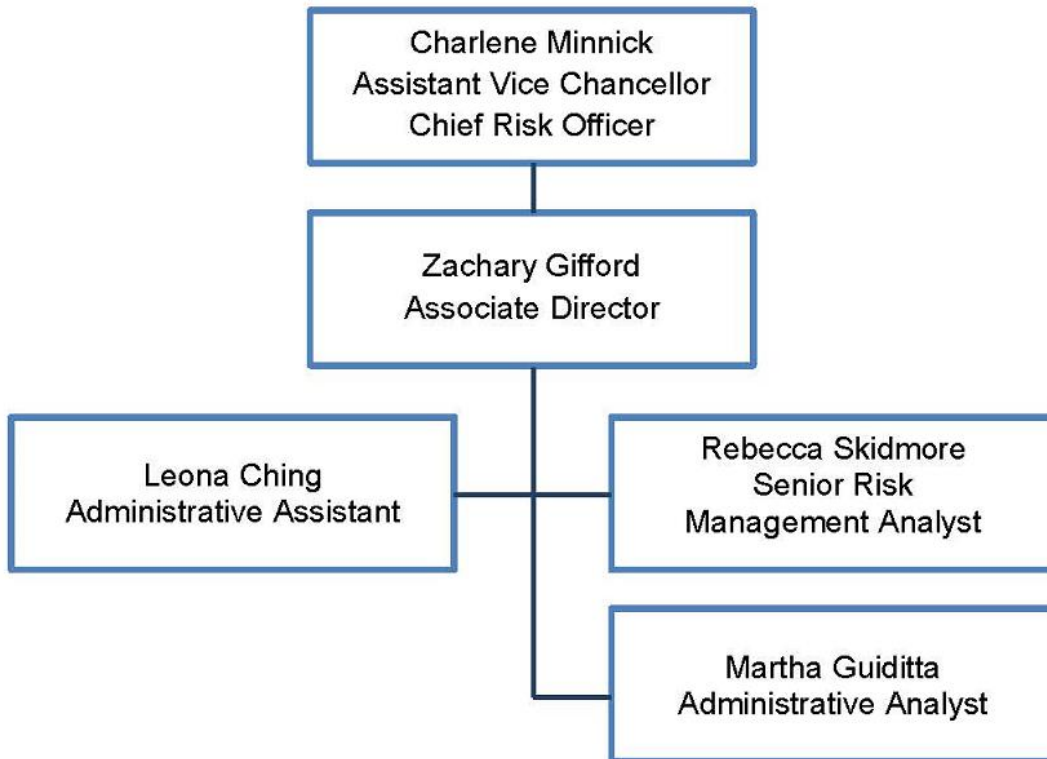 Charlene Minnick
Assistant Vice Chancellor
Chief Risk Officer
Zachary Gifford
Associate Director
Leona Ching
Administrative Assistant
Rebecca Skidmore
Senior Risk
Management Analyst
Martha Guiditta
Administrative Analyst